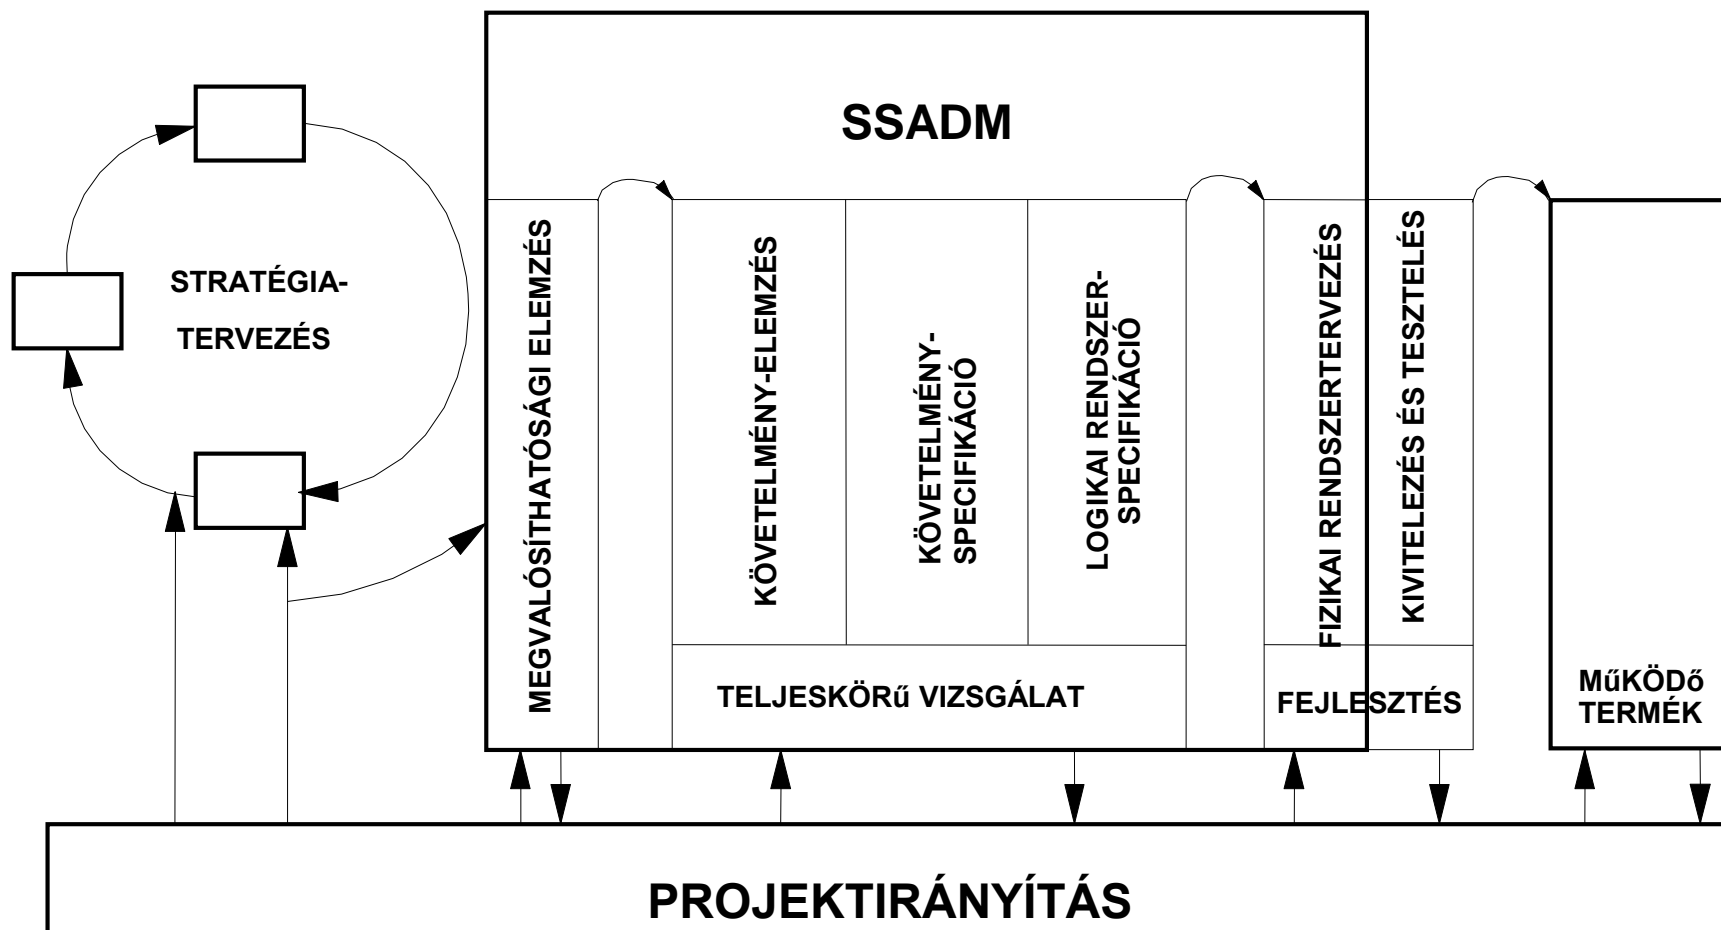 SSADM
STRATÉGIA-
TERVEZÉS
MEGVALÓSÍTHATÓSÁGI ELEMZÉS
KÖVETELMÉNY-ELEMZÉS
KÖVETELMÉNY-
SPECIFIKÁCIÓ
LOGIKAI RENDSZER-
SPECIFIKÁCIÓ
FIZIKAI RENDSZERTERVEZÉS
KIVITELEZÉS ÉS TESZTELÉS
TELJESKÖRű VIZSGÁLAT
FEJLESZTÉS
MűKÖDő
TERMÉK
PROJEKTIRÁNYÍTÁS